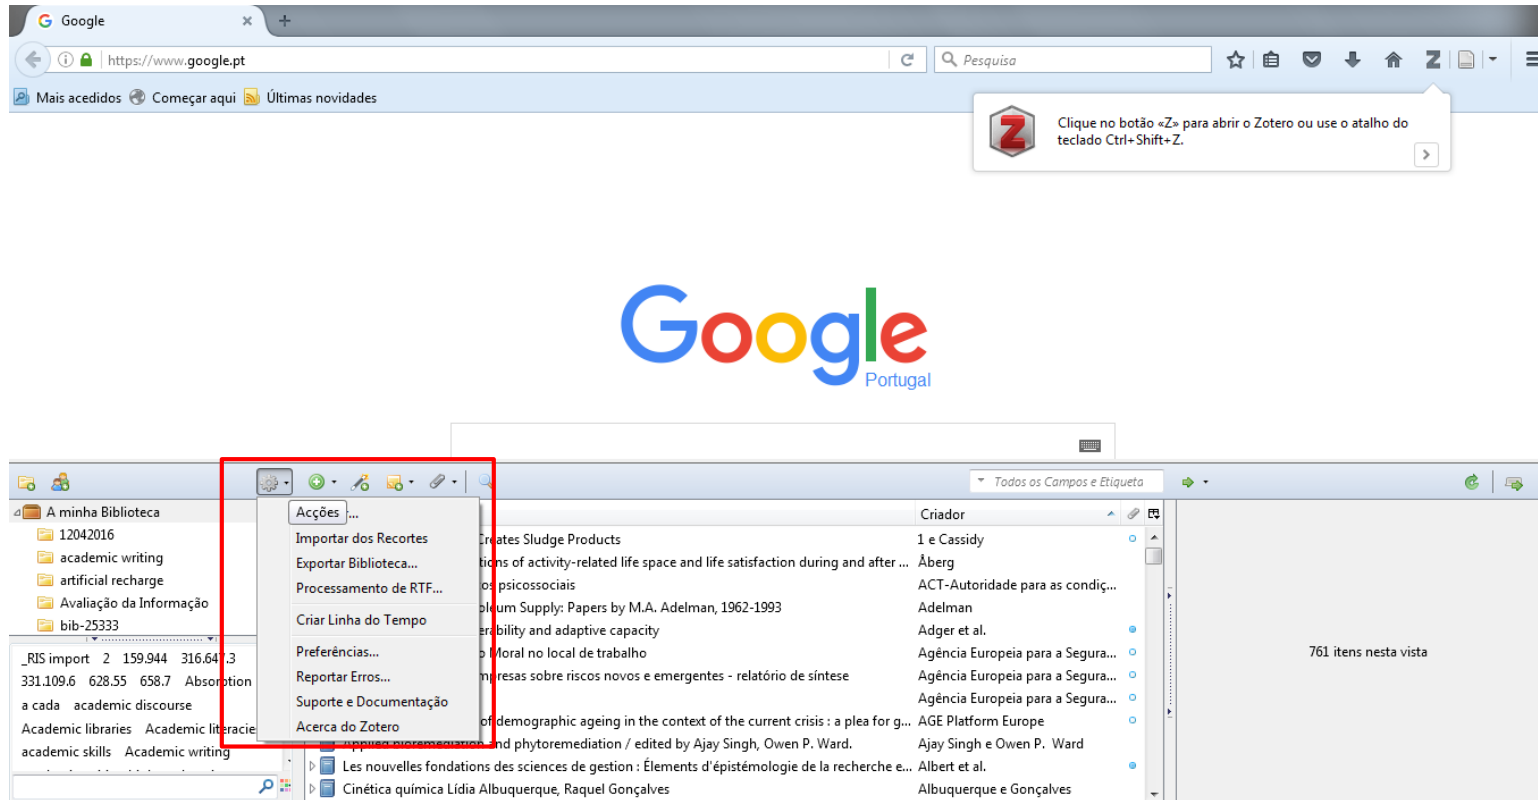 Google
https://www.google.pt
Pesquisa
Mais acedidos Começar aqui Últimas novidades
Clique no botão «Z» para abrir o Zotero ou use o atalho do
teclado Ctrl+Shift+Z.
Google
Portugal
Todos os Campos e Etiqueta
A minha Biblioteca
12042016
academic writing
artificial recharge
Avaliação da Informação
bib-25333
_RIS import 2 159.944 316.647.3
331.109.6 628.55 658.7 Absorption
a cada academic discourse
Academic libraries Academic literacie
academic skills Academic writing
Acções ...
Importar dos Recortes
Exportar Biblioteca...
Processamento de RTF...
Criar Linha do Tempo
Preferências...
Reportar Erros...
Suporte e Documentação
Acerca do Zotero
Criador
Creates Sludge Products 1 e Cassidy
of activity-related life space and life satisfaction during and after ... Åberg
psicossociais ACT-Autoridade para as condiç...
Supply: Papers by M.A. Adelman, 1962-1993 Adelman
and adaptive capacity Adger et al.
Moral no local de trabalho Agência Europeia para a Segura...
sobre riscos novos e emergentes - relatório de síntese Agência Europeia para a Segura...
Agência Europeia para a Segura...
of demographic ageing in the context of the current crisis : a plea for g... AGE Platform Europe
Applied bioremediation and phytoremediation / edited by Ajay Singh, Owen P. Ward. Ajay Singh e Owen P. Ward
Les nouvelles fondations des sciences de gestion : Élements d'épistémologie de la recherche e... Albert et al.
Cinética química Lídia Albuquerque, Raquel Gonçalves Albuquerque e Gonçalves
761 itens nesta vista